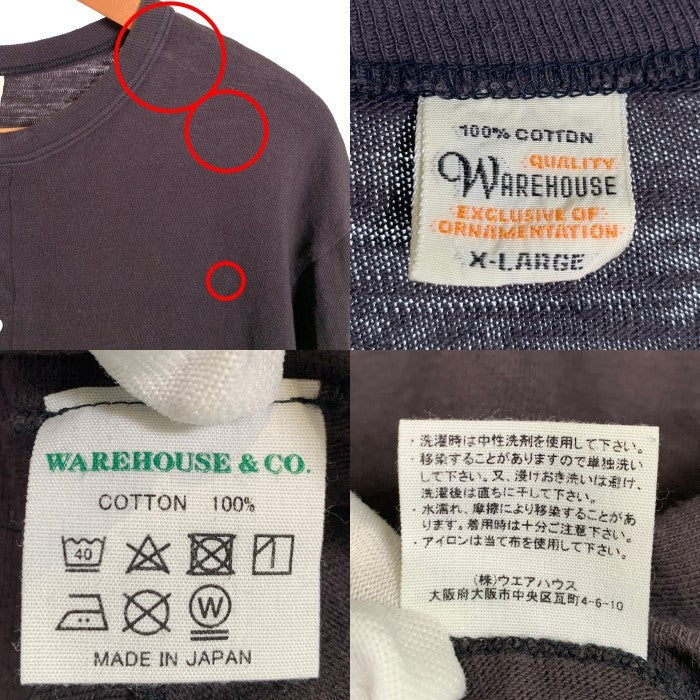 100% COTTON
QUALITY
WAREHOUSE
EXCLUSIVE OF
ORNAMENTATION
X-LARGE
WAREHOUSE & CO.
COTTON 100%
40
W
MADE IN JAPAN
・洗濯時は中性洗剤を使用して下さい。
・移染することがありますので単独洗い
して下さい。又、浸けおき洗いは避け、
洗濯後は直ちに干して下さい。
・水濡れ、摩擦により移染することがあ
ります。着用時は十分ご注意下さい。
・アイロンは当て布を使用して下さい。
(株)ウエアハウス
大阪府大阪市中央区瓦町4-6-10